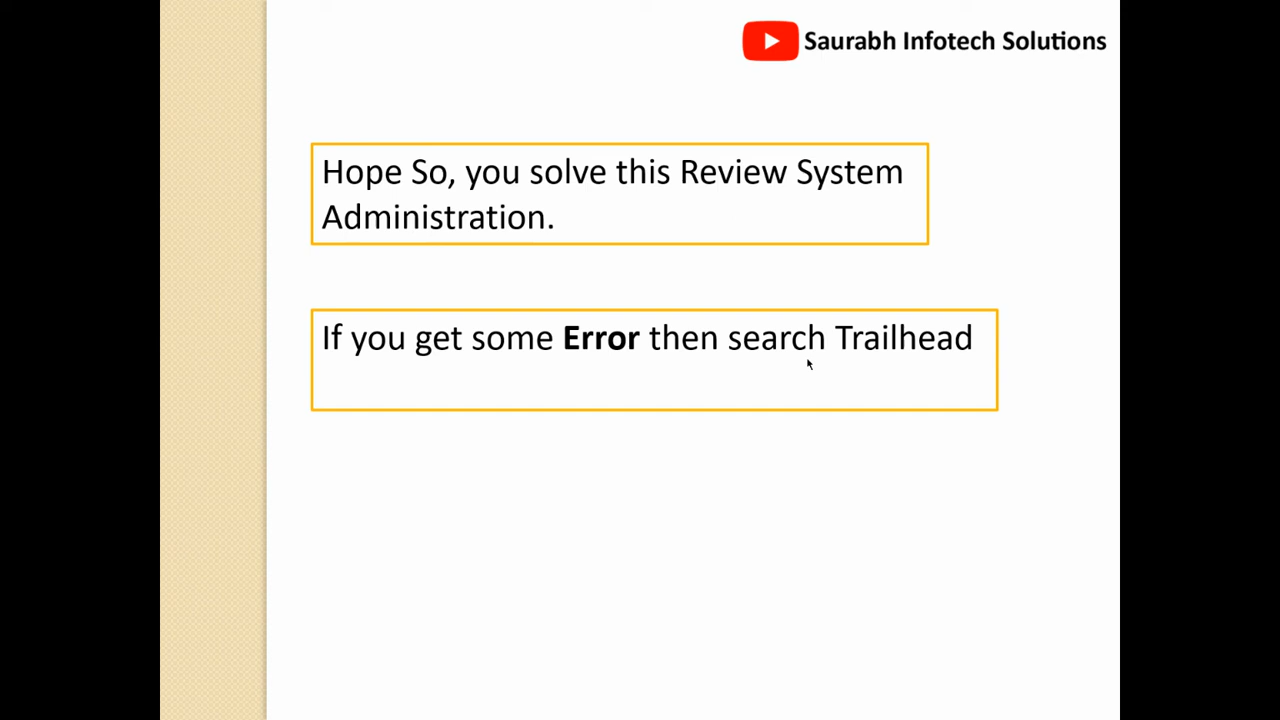 Saurabh Infotech Solutions
Hope So, you solve this Review System
Administration.
If you get some Error then search Trailhead